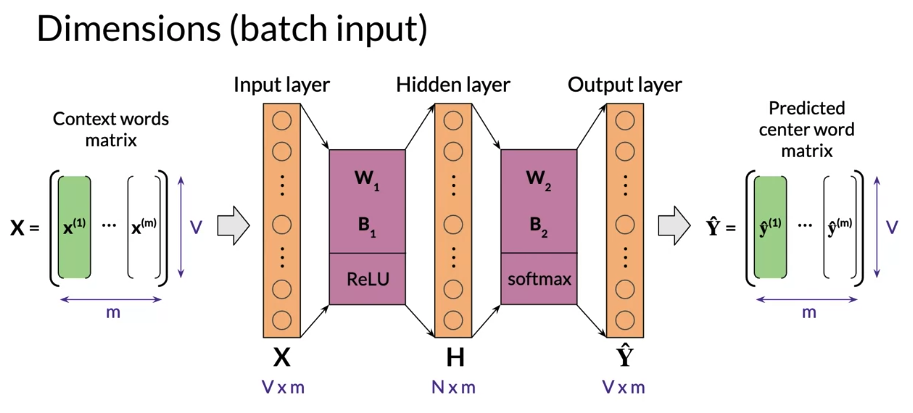 Dimensions (batch input)
Context words
matrix
X =
x(1) ... x(m)
V
m
Input layer
Hidden layer
Output layer
W1
B1
ReLU
W2
B2
softmax
X
V x m
H
N x m
Ŷ
V x m
Predicted
center word
matrix
Ŷ =
ŷ(1) ... ŷ(m)
V
m